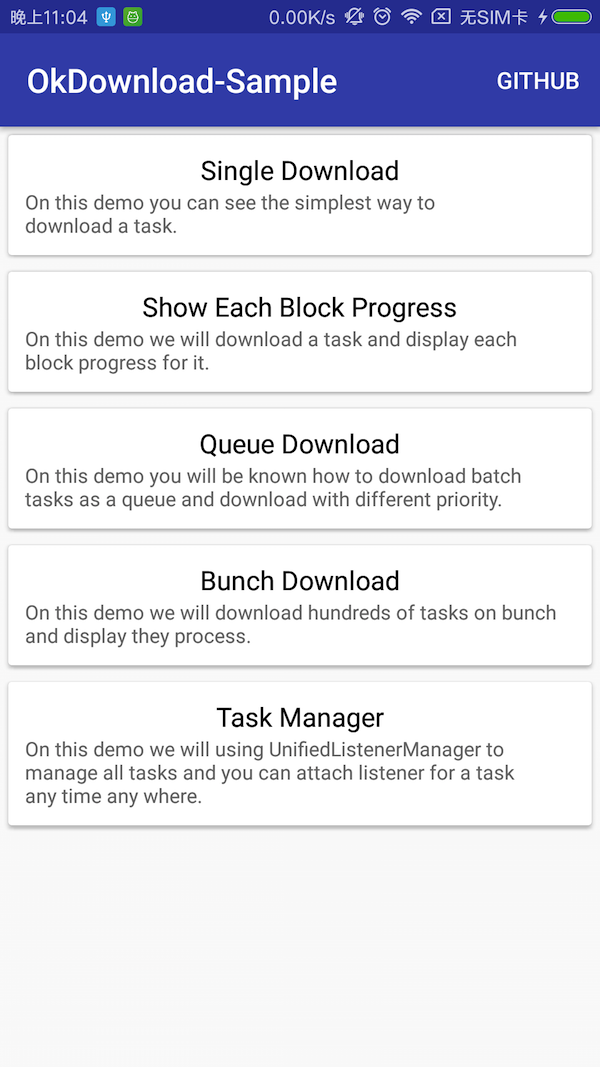 晚上11:04 0.00K/s 无SIM卡
OkDownload-Sample GITHUB
Single Download
On this demo you can see the simplest way to
download a task.
Show Each Block Progress
On this demo we will download a task and display each
block progress for it.
Queue Download
On this demo you will be known how to download batch
tasks as a queue and download with different priority.
Bunch Download
On this demo we will download hundreds of tasks on bunch
and display they process.
Task Manager
On this demo we will using UnifiedListenerManager to
manage all tasks and you can attach listener for a task
any time any where.